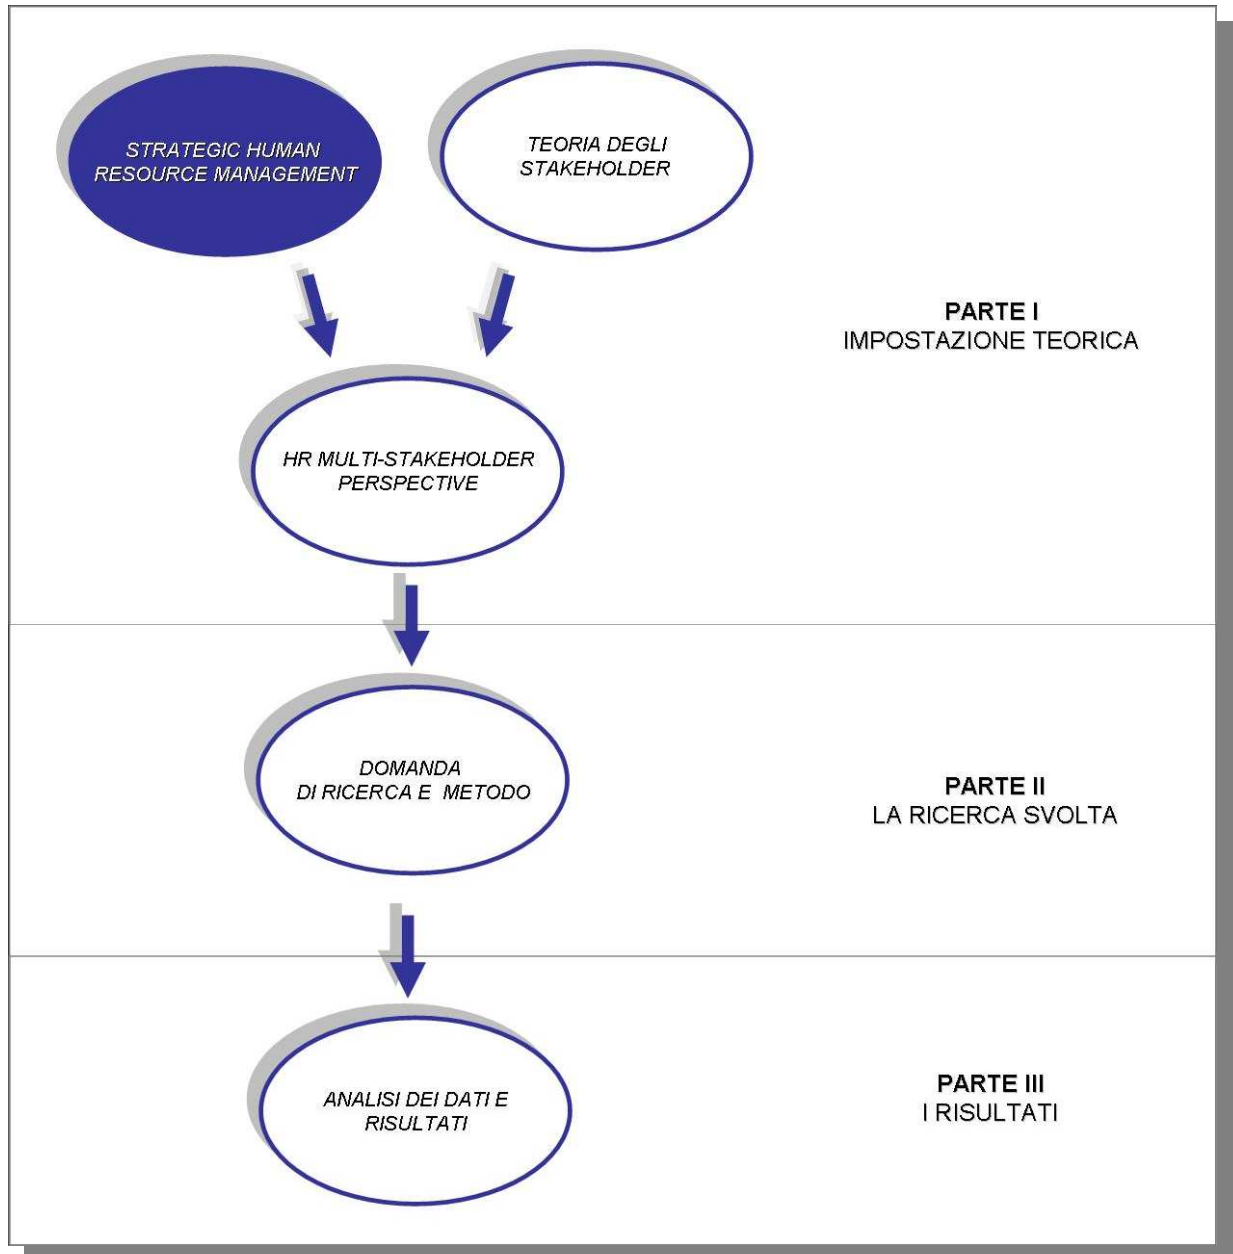 STRATEGIC HUMAN
RESOURCE MANAGEMENT
TEORIA DEGLI
STAKEHOLDER
PARTE I
IMPOSTAZIONE TEORICA
HR MULTI-STAKEHOLDER
PERSPECTIVE
DOMANDA
DI RICERCA E METODO
PARTE II
LA RICERCA SVOLTA
ANALISI DEI DATI E
RISULTATI
PARTE III
I RISULTATI